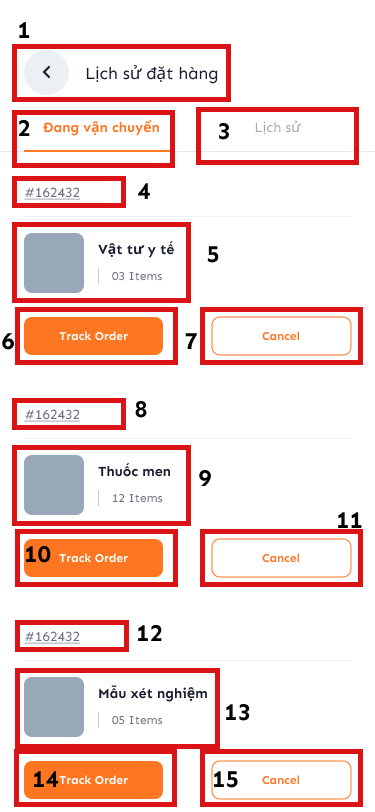 1
Lịch sử đặt hàng
2 Đang vận chuyển
3 Lịch sử
#162432 4
Vật tư y tế
5
03 Items
6 Track Order
7 Cancel
#162432 8
Thuốc men
9
12 Items
11
10 Track Order
Cancel
#162432 12
Mẫu xét nghiệm
13
05 Items
14 Track Order
15 Cancel